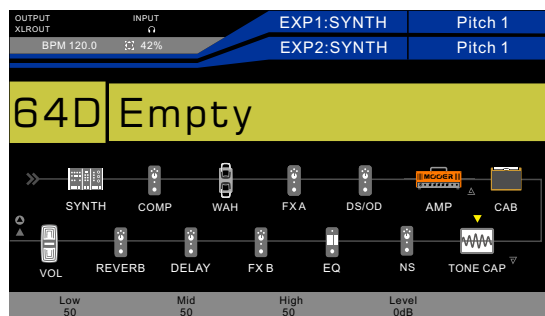 OUTPUT INPUT EXP1:SYNTH Pitch 1
XLROUT
BPM 120.0 42% EXP2:SYNTH Pitch 1
64D Empty
MOOER
SYNTH COMP WAH FX A DS/OD AMP CAB
VOL REVERB DELAY FX B EQ NS TONE CAP
Low Mid High Level
50 50 50 0dB